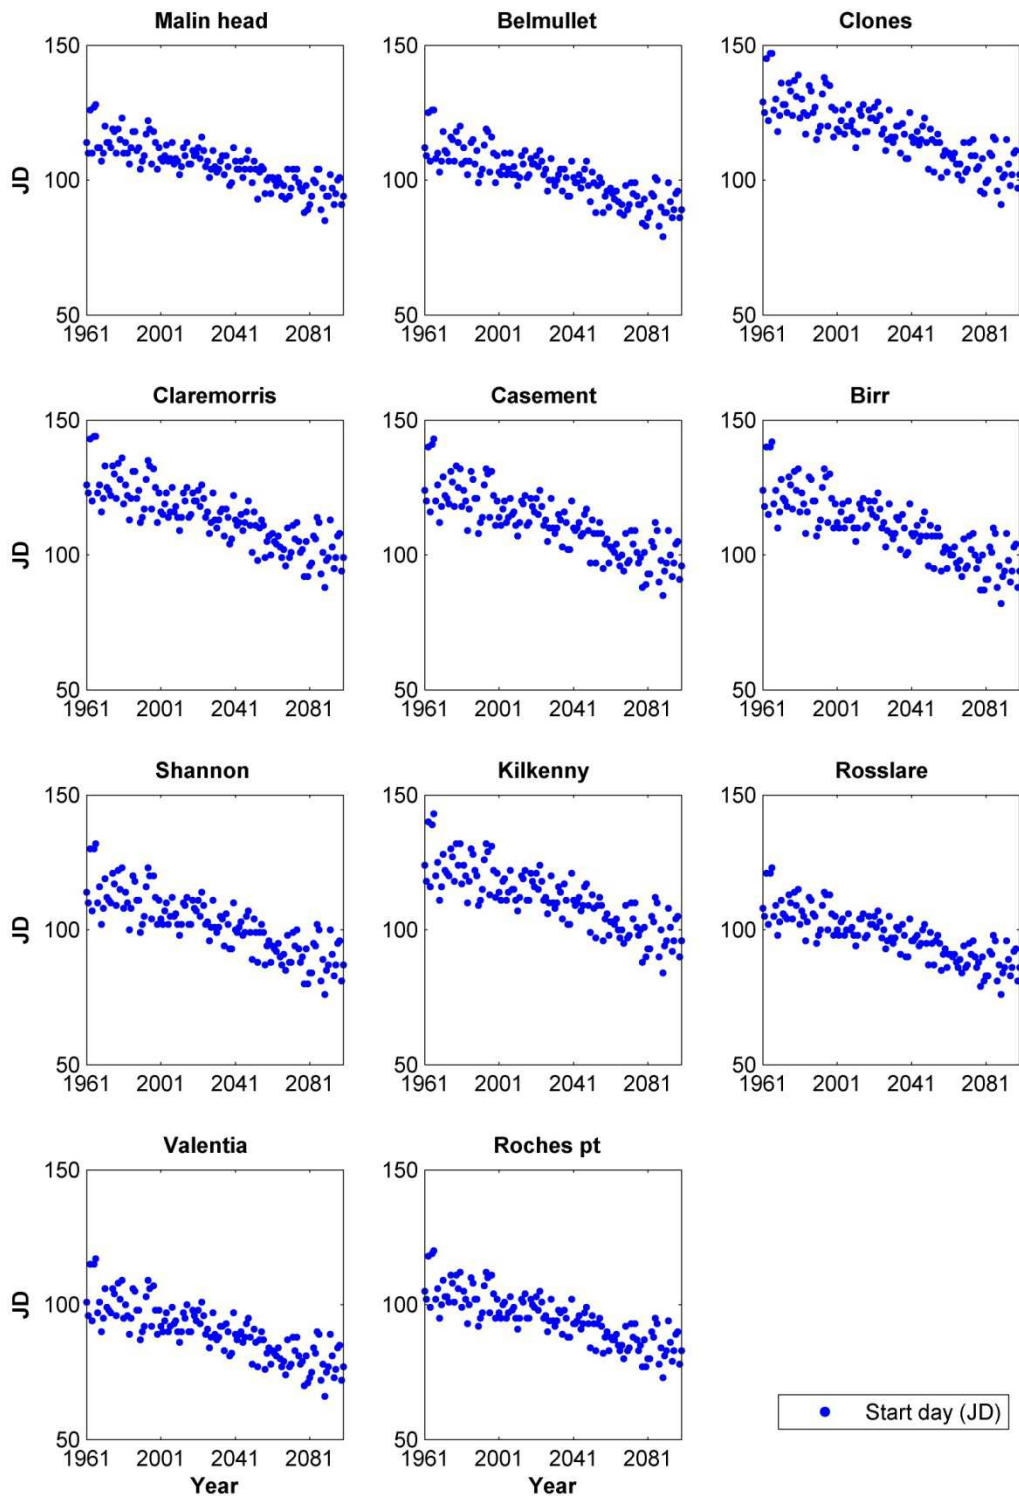 Malin head Belmullet Clones
150 150 150
JD 100 100 100
50 50 50
1961 2001 2041 2081 1961 2001 2041 2081 1961 2001 2041 2081
Claremorris Casement Birr
150 150 150
JD 100 100 100
50 50 50
1961 2001 2041 2081 1961 2001 2041 2081 1961 2001 2041 2081
Shannon Kilkenny Rosslare
150 150 150
JD 100 100 100
50 50 50
1961 2001 2041 2081 1961 2001 2041 2081 1961 2001 2041 2081
Valentia Roches pt
150 150
JD 100 100
Start day (JD)
50 50
1961 2001 2041 2081 1961 2001 2041 2081
Year Year